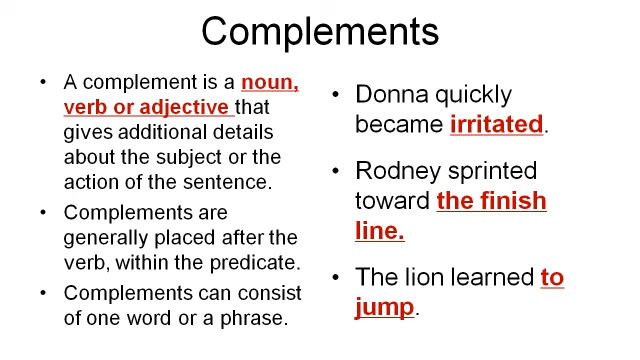 Complements
• A complement is a noun,
verb or adjective that
gives additional details
about the subject or the
action of the sentence.
• Complements are
generally placed after the
verb, within the predicate.
• Complements can consist
of one word or a phrase.
• Donna quickly
became irritated.
• Rodney sprinted
toward the finish
line.
• The lion learned to
jump.